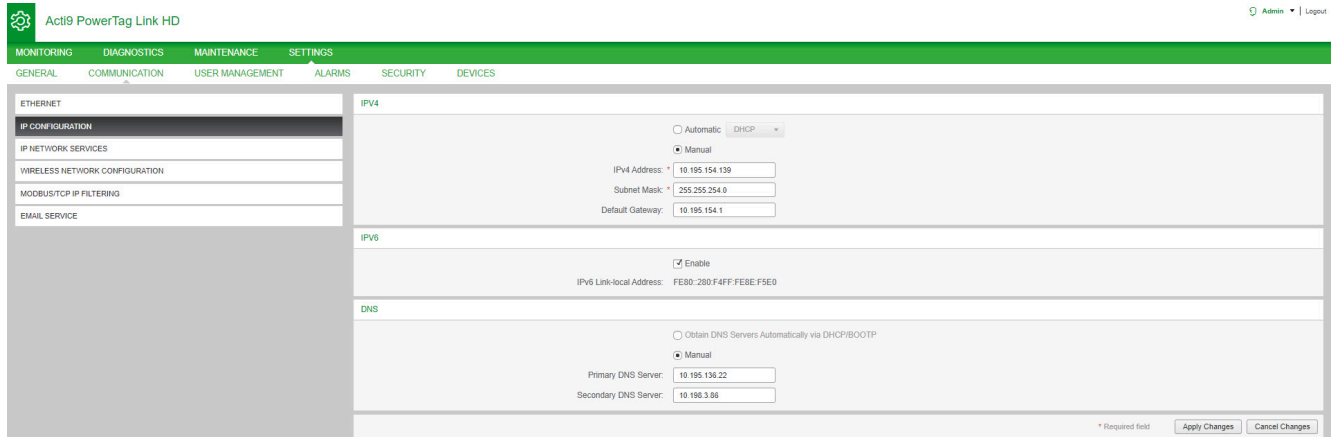 Acti9 PowerTag Link HD
Admin | Logout
MONITORING DIAGNOSTICS MAINTENANCE SETTINGS
GENERAL COMMUNICATION USER MANAGEMENT ALARMS SECURITY DEVICES
ETHERNET
IP CONFIGURATION
IP NETWORK SERVICES
WIRELESS NETWORK CONFIGURATION
MODBUS/TCP IP FILTERING
EMAIL SERVICE
IPV4
Automatic DHCP
Manual
IPv4 Address: * 10.195.154.139
Subnet Mask: * 255.255.254.0
Default Gateway: 10.195.154.1
IPV6
Enable
IPv6 Link-local Address: FE80::280:F4FF:FE8E:F5E0
DNS
Obtain DNS Servers Automatically via DHCP/BOOTP
Manual
Primary DNS Server: 10.195.136.22
Secondary DNS Server: 10.198.3.86
* Required field Apply Changes Cancel Changes